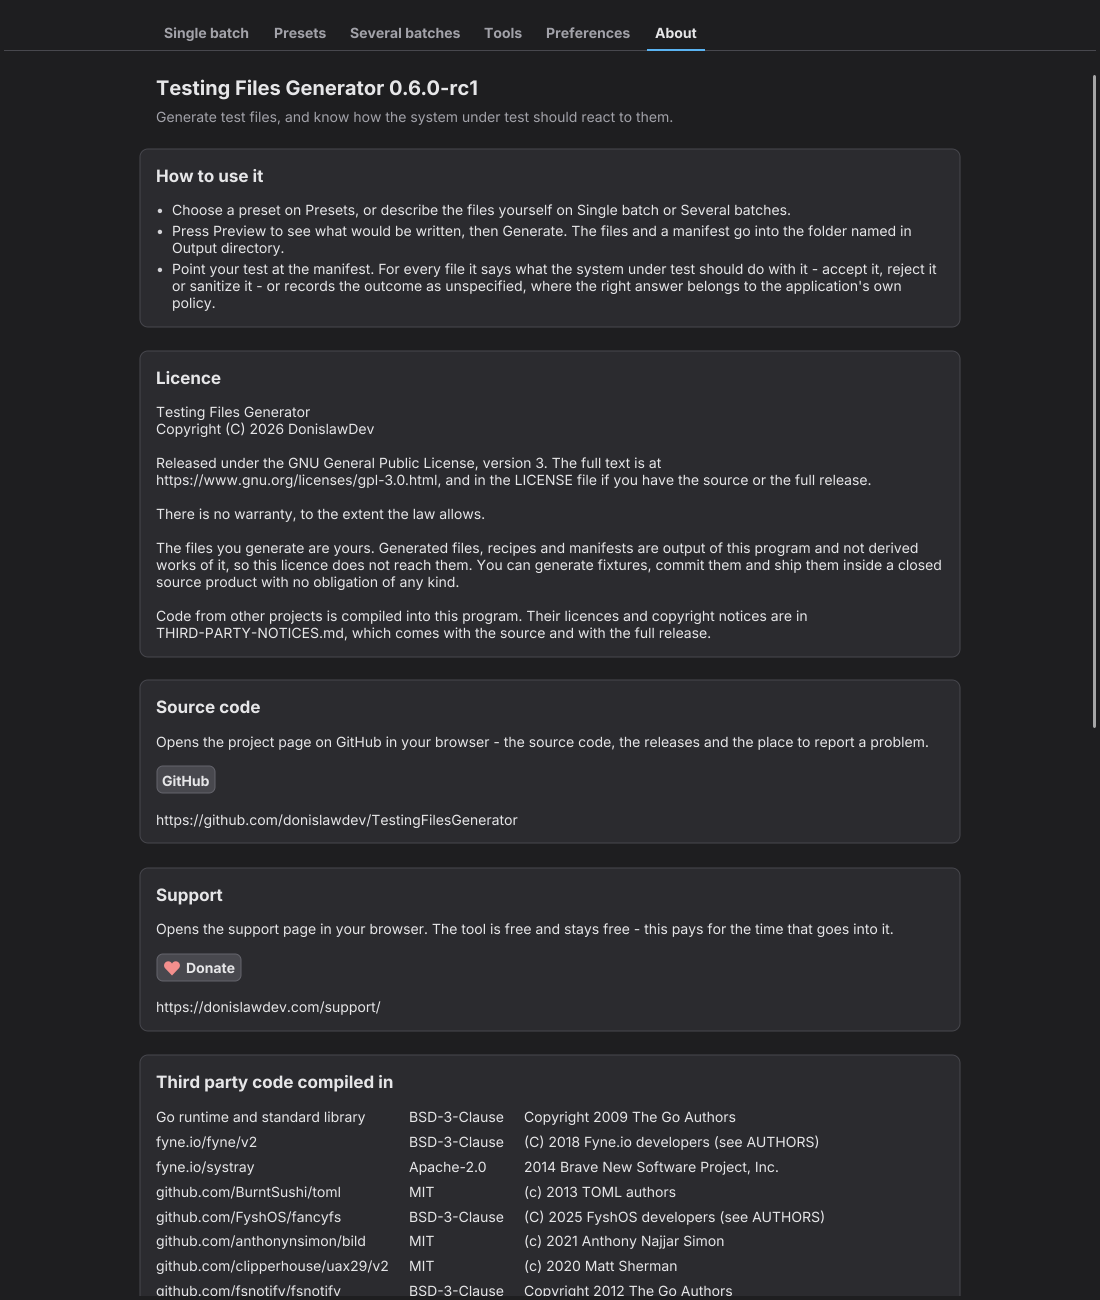 Single batch Presets Several batches Tools Preferences About
Testing Files Generator 0.6.0-rc1
Generate test files, and know how the system under test should react to them.
How to use it
• Choose a preset on Presets, or describe the files yourself on Single batch or Several batches.
• Press Preview to see what would be written, then Generate. The files and a manifest go into the folder named in
Output directory.
• Point your test at the manifest. For every file it says what the system under test should do with it - accept it, reject it
or sanitize it - or records the outcome as unspecified, where the right answer belongs to the application's own
policy.
Licence
Testing Files Generator
Copyright (C) 2026 DonislawDev
Released under the GNU General Public License, version 3. The full text is at
https://www.gnu.org/licenses/gpl-3.0.html, and in the LICENSE file if you have the source or the full release.
There is no warranty, to the extent the law allows.
The files you generate are yours. Generated files, recipes and manifests are output of this program and not derived
works of it, so this licence does not reach them. You can generate fixtures, commit them and ship them inside a closed
source product with no obligation of any kind.
Code from other projects is compiled into this program. Their licences and copyright notices are in
THIRD-PARTY-NOTICES.md, which comes with the source and with the full release.
Source code
Opens the project page on GitHub in your browser - the source code, the releases and the place to report a problem.
GitHub
https://github.com/donislawdev/TestingFilesGenerator
Support
Opens the support page in your browser. The tool is free and stays free - this pays for the time that goes into it.
Donate
https://donislawdev.com/support/
Third party code compiled in
Go runtime and standard library BSD-3-Clause Copyright 2009 The Go Authors
fyne.io/fyne/v2 BSD-3-Clause (C) 2018 Fyne.io developers (see AUTHORS)
fyne.io/systray Apache-2.0 2014 Brave New Software Project, Inc.
github.com/BurntSushi/toml MIT (c) 2013 TOML authors
github.com/FyshOS/fancyfs BSD-3-Clause (C) 2025 FyshOS developers (see AUTHORS)
github.com/anthonynsimon/bild MIT (c) 2021 Anthony Najjar Simon
github.com/clipperhouse/uax29/v2 MIT (c) 2020 Matt Sherman
github.com/fsnotify/fsnotify BSD-3-Clause Copyright 2012 The Go Authors